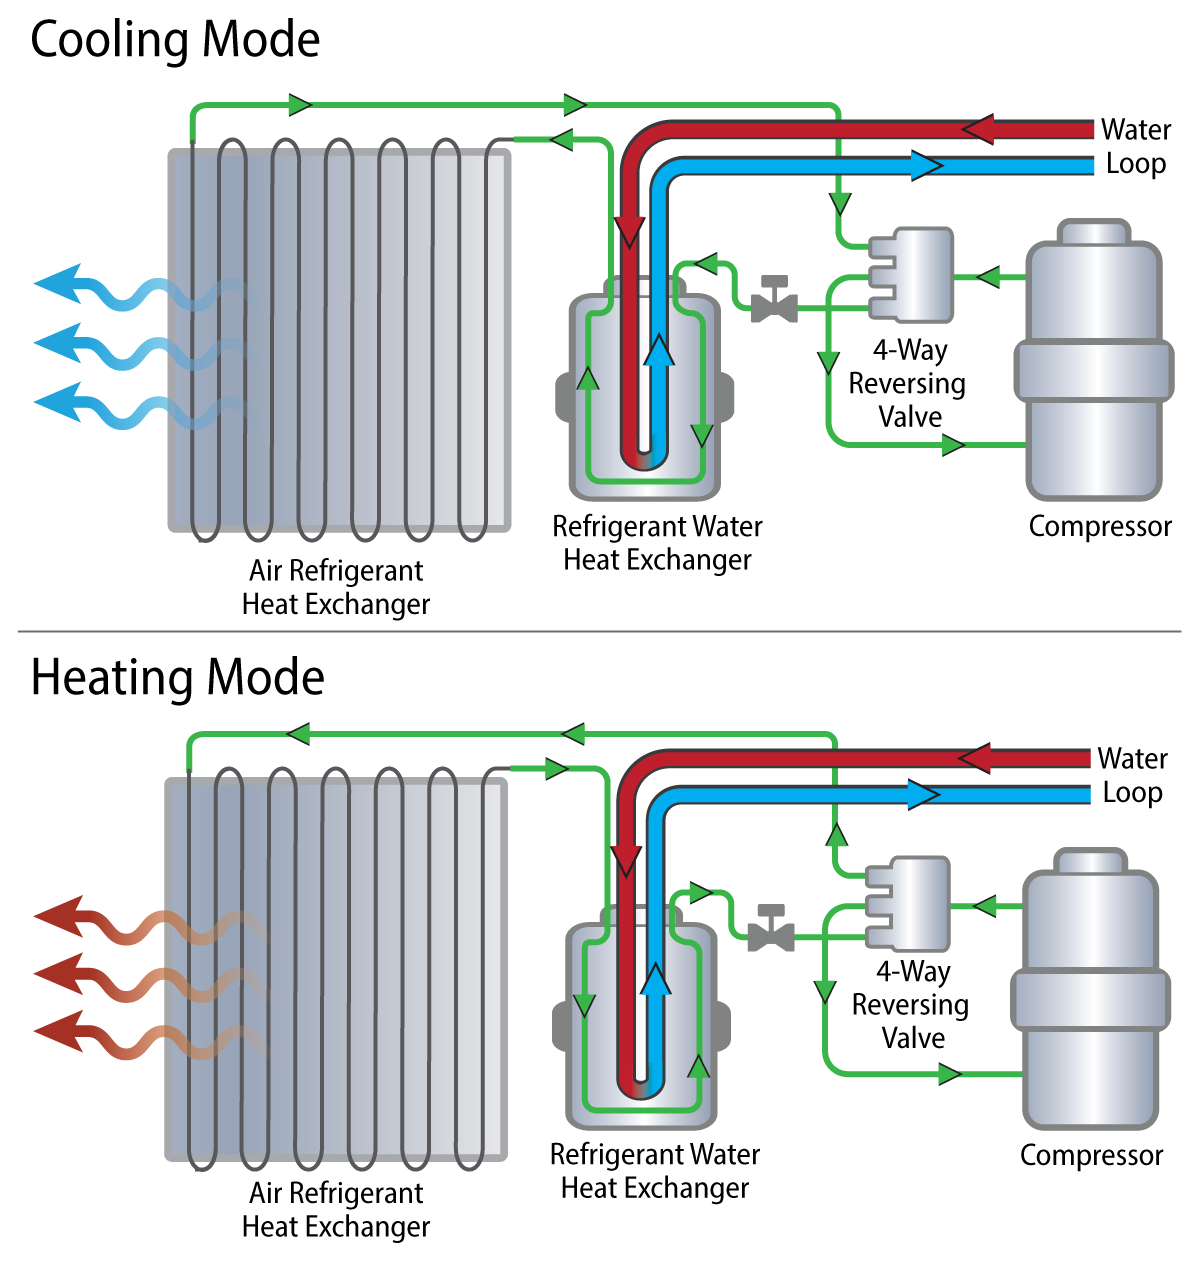 Cooling Mode
Water
Loop
4-Way
Reversing
Valve
Refrigerant Water
Heat Exchanger
Compressor
Air Refrigerant
Heat Exchanger
Heating Mode
Water
Loop
4-Way
Reversing
Valve
Refrigerant Water
Heat Exchanger
Compressor
Air Refrigerant
Heat Exchanger